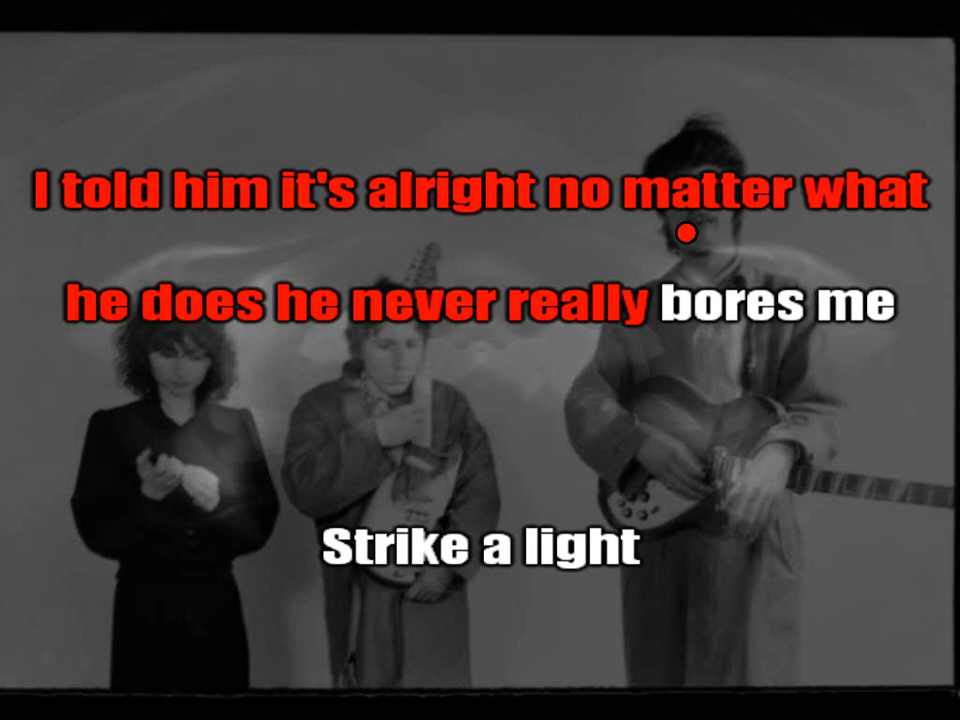 I told him it's alright no matter what
he does he never really bores me
Strike a light